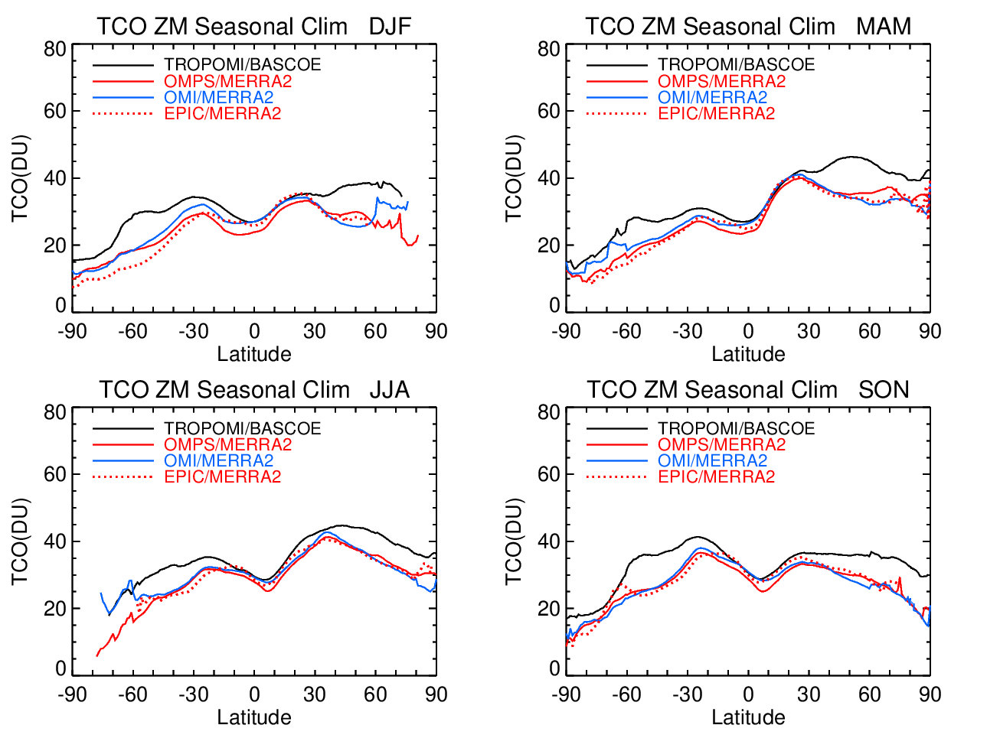 TCO ZM Seasonal Clim DJF
80
60
40
20
0
TCO(DU)
TROPOMI/BASCOE
OMPS/MERRA2
OMI/MERRA2
EPIC/MERRA2
-90 -60 -30 0 30 60 90
Latitude
TCO ZM Seasonal Clim MAM
80
60
40
20
0
TCO(DU)
TROPOMI/BASCOE
OMPS/MERRA2
OMI/MERRA2
EPIC/MERRA2
-90 -60 -30 0 30 60 90
Latitude
TCO ZM Seasonal Clim JJA
80
60
40
20
0
TCO(DU)
TROPOMI/BASCOE
OMPS/MERRA2
OMI/MERRA2
EPIC/MERRA2
-90 -60 -30 0 30 60 90
Latitude
TCO ZM Seasonal Clim SON
80
60
40
20
0
TCO(DU)
TROPOMI/BASCOE
OMPS/MERRA2
OMI/MERRA2
EPIC/MERRA2
-90 -60 -30 0 30 60 90
Latitude